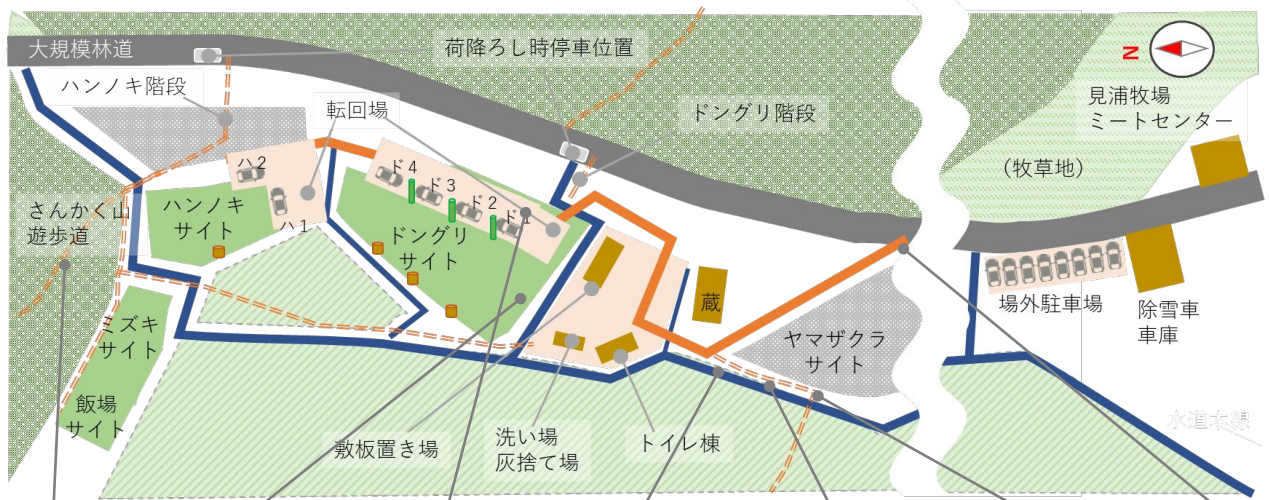 大規模林道
荷降ろし時停車位置
N
ハンノキ階段
転回場
ドングリ階段
見浦牧場
ミートセンター
（牧草地）
ハ2
ド4
ド3
ド2
ド1
ハ1
さんかく山
遊歩道
ハンノキ
サイト
ドングリ
サイト
蔵
場外駐車場
除雪車
車庫
ミズキ
サイト
ヤマザクラ
サイト
飯場
サイト
敷板置き場
洗い場
灰捨て場
トイレ棟
水道本線